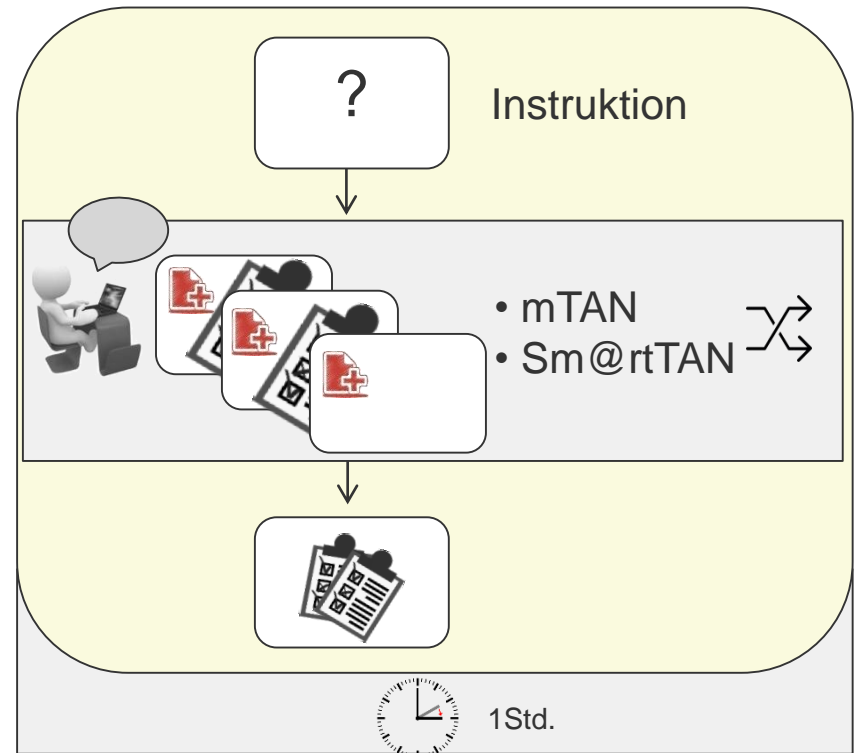 ?
Instruktion
• mTAN
• Sm@rtTAN
1Std.